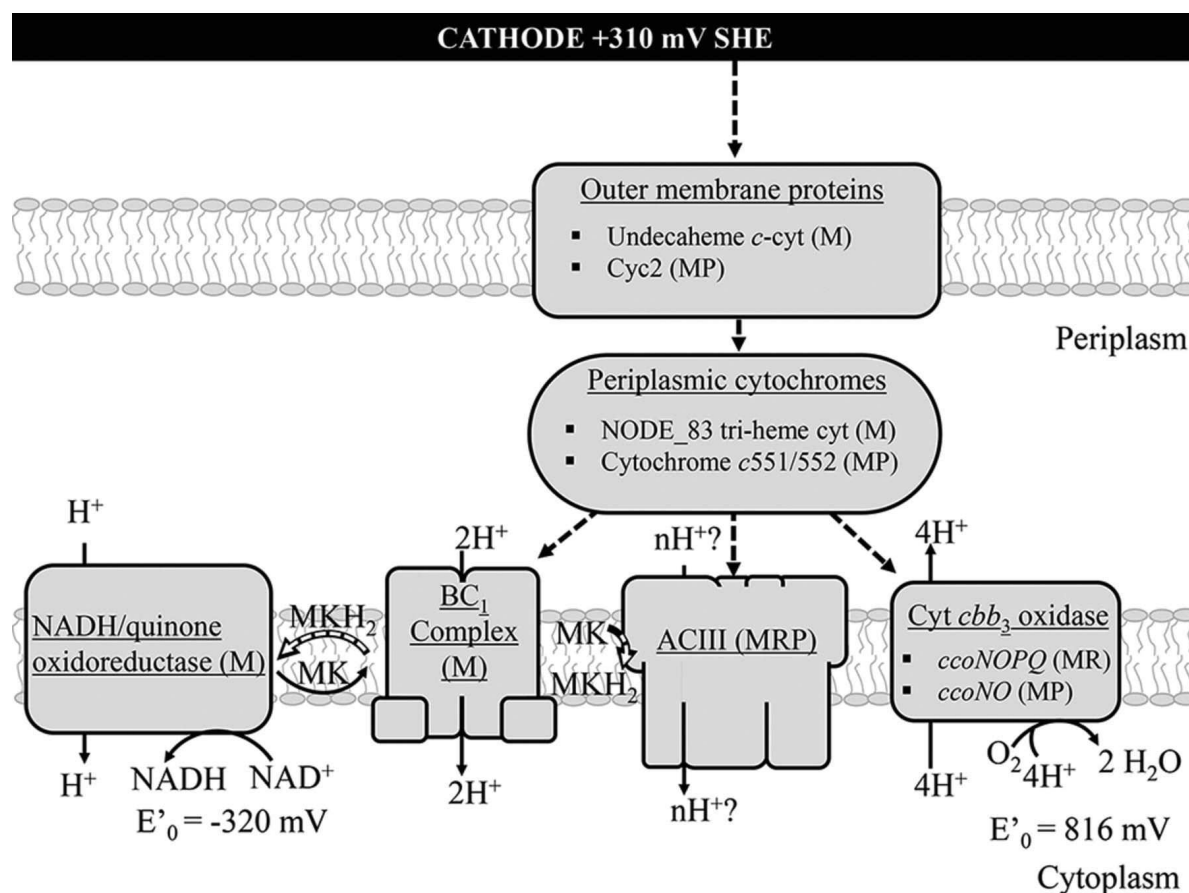 CATHODE +310 mV SHE
Outer membrane proteins
▪ Undecaheme c-cyt (M)
▪ Cyc2 (MP)
Periplasm
Periplasmic cytochromes
▪ NODE_83 tri-heme cyt (M)
▪ Cytochrome c551/552 (MP)
H⁺
2H⁺
nH⁺?
4H⁺
NADH/quinone
oxidoreductase (M)
MKH₂
MK
BC₁
Complex
(M)
MK
MKH₂
ACIII (MRP)
Cyt cbb₃ oxidase
▪ ccoNOPQ (MR)
▪ ccoNO (MP)
H⁺
NADH
NAD⁺
E’₀ = -320 mV
2H⁺
nH⁺?
4H⁺
O₂
4H⁺
2 H₂O
E’₀ = 816 mV
Cytoplasm